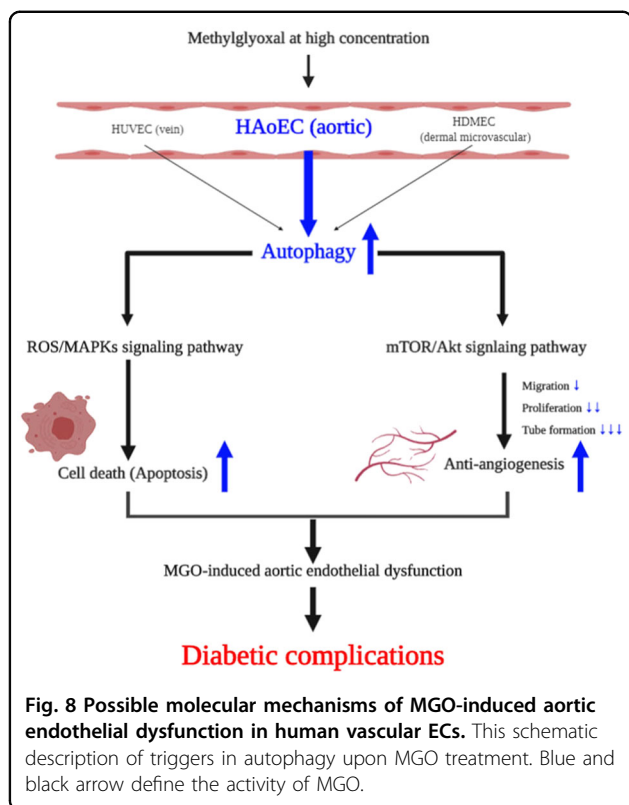 Methylglyoxal at high concentration
HUVEC (vein)
HAoEC (aortic)
HDMEC
(dermal microvascular)
Autophagy
ROS/MAPKs signaling pathway
mTOR/Akt signlaing pathway
Migration ↓
Proliferation ↓↓
Tube formation ↓↓↓
Cell death (Apoptosis)
Anti-angiogenesis
MGO-induced aortic endothelial dysfunction
Diabetic complications
Fig. 8 Possible molecular mechanisms of MGO-induced aortic
endothelial dysfunction in human vascular ECs. This schematic
description of triggers in autophagy upon MGO treatment. Blue and
black arrow define the activity of MGO.